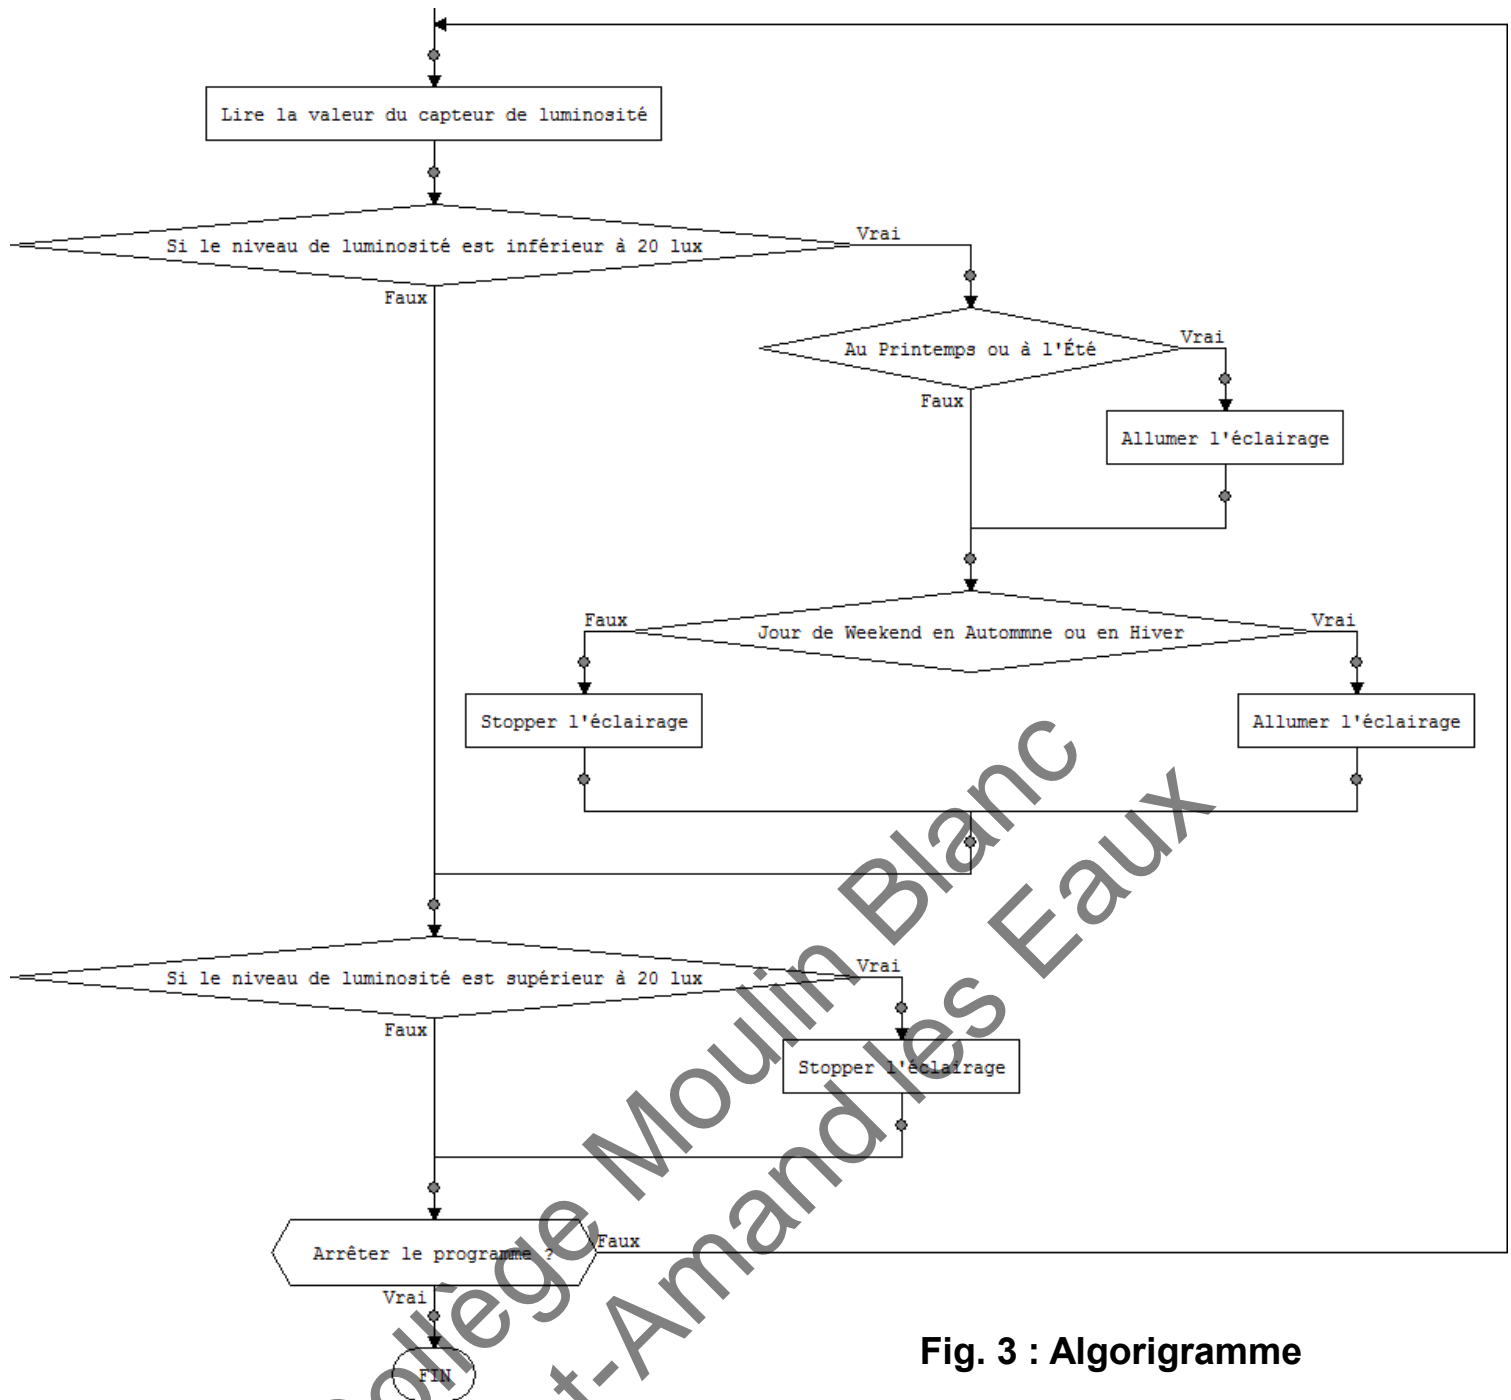 Lire la valeur du capteur de luminosité
Si le niveau de luminosité est inférieur à 20 lux
Vrai
Faux
Au Printemps ou à l'Été
Vrai
Faux
Allumer l'éclairage
Jour de Weekend en Autommne ou en Hiver
Faux
Vrai
Stopper l'éclairage
Allumer l'éclairage
Si le niveau de luminosité est supérieur à 20 lux
Vrai
Faux
Stopper l'éclairage
Arrêter le programme ?
Faux
Vrai
FIN
Fig. 3 : Algorigramme
Collège Moulin Blanc
t-Amand les Eaux